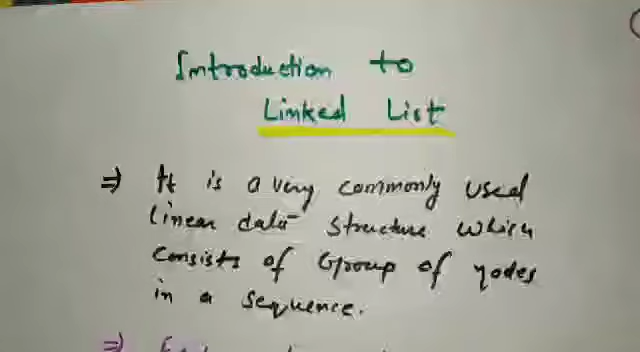 Introduction to
Linked List
⇒ It is a very commonly used
linear data structure which
consists of Group of nodes
in a sequence.
⇒